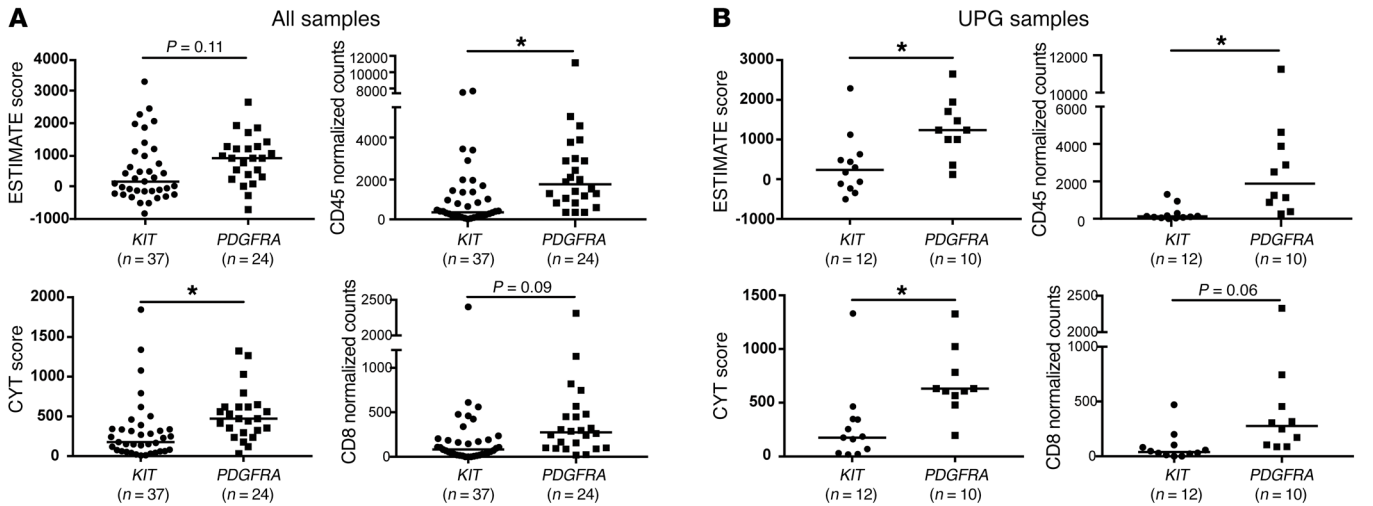 A
All samples
B
UPG samples
P = 0.11
ESTIMATE score
4000
3000
2000
1000
0
-1000
KIT
PDGFRA
(n = 37)
(n = 24)
*
CD45 normalized counts
12000
10000
8000
4000
2000
0
KIT
PDGFRA
(n = 37)
(n = 24)
*
ESTIMATE score
3000
2000
1000
0
-1000
KIT
PDGFRA
(n = 12)
(n = 10)
*
CD45 normalized counts
12000
10000
6000
4000
2000
0
KIT
PDGFRA
(n = 12)
(n = 10)
*
CYT score
2000
1500
1000
500
0
KIT
PDGFRA
(n = 37)
(n = 24)
P = 0.09
CD8 normalized counts
2500
2000
1000
500
0
KIT
PDGFRA
(n = 37)
(n = 24)
*
CYT score
1500
1000
500
0
KIT
PDGFRA
(n = 12)
(n = 10)
P = 0.06
CD8 normalized counts
2500
2000
1000
500
0
KIT
PDGFRA
(n = 12)
(n = 10)